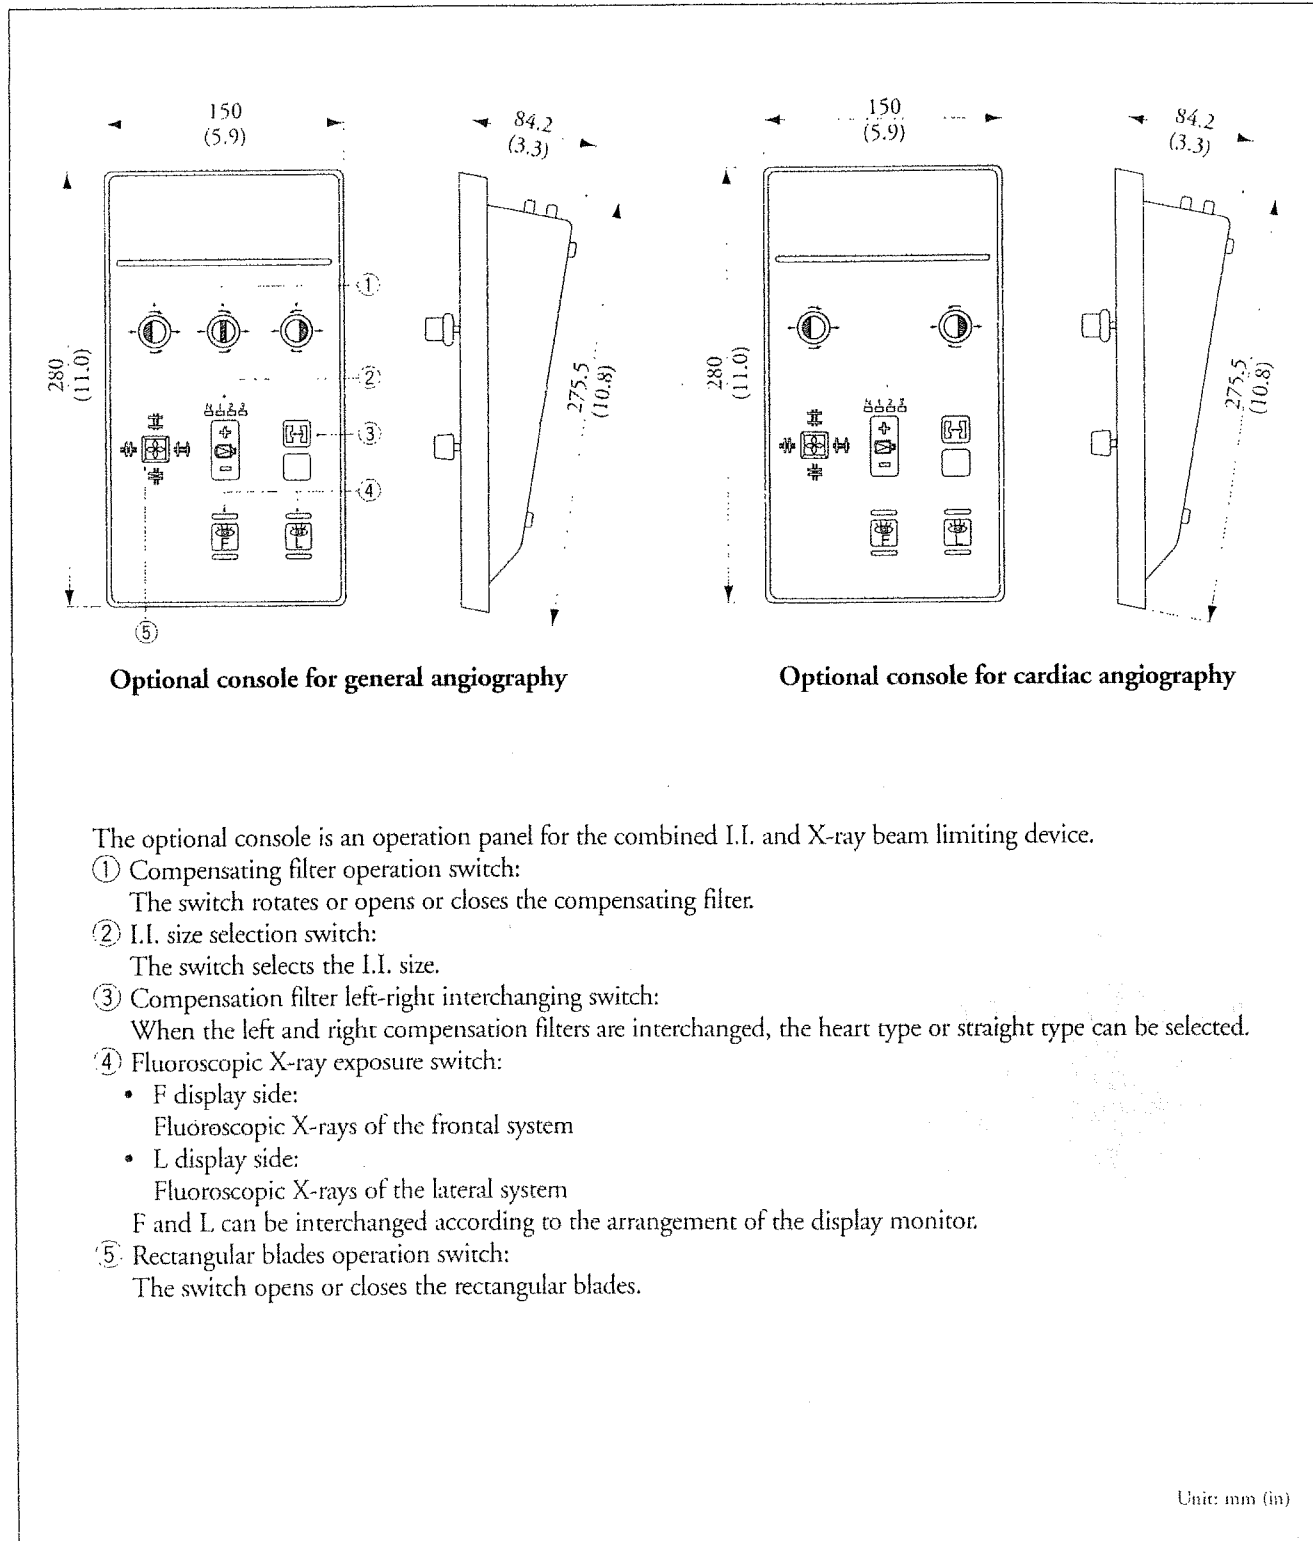 150
(5.9)
84.2
(3.3)
150
(5.9)
84.2
(3.3)
280
(11.0)
①
②
N 1 2 3
③
④
F
L
⑤
275.5
(10.8)
280
(11.0)
N 1 2 3
F
L
275.5
(10.8)
Optional console for general angiography
Optional console for cardiac angiography
The optional console is an operation panel for the combined I.I. and X-ray beam limiting device.
① Compensating filter operation switch:
The switch rotates or opens or closes the compensating filter.
② I.I. size selection switch:
The switch selects the I.I. size.
③ Compensation filter left-right interchanging switch:
When the left and right compensation filters are interchanged, the heart type or straight type can be selected.
④ Fluoroscopic X-ray exposure switch:
• F display side:
Fluoroscopic X-rays of the frontal system
• L display side:
Fluoroscopic X-rays of the lateral system
F and L can be interchanged according to the arrangement of the display monitor.
⑤ Rectangular blades operation switch:
The switch opens or closes the rectangular blades.
Unit: mm (in)